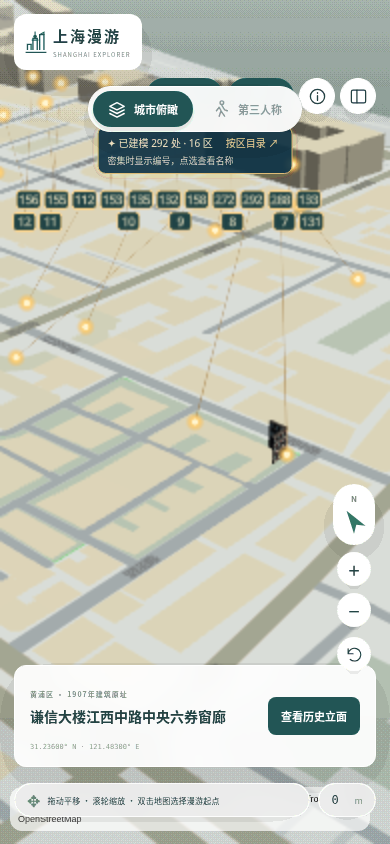 上海漫游
SHANGHAI EXPLORER
城市俯瞰
第三人称
✦ 已建模 292 处 · 16 区 按区目录 ↗
密集时显示编号，点选查看名称
156 155 112 153 135 132 158 272 292 288 133
12 11 10 9 8 7 131
N
+
−
黄浦区 · 1907年建筑原址
谦信大楼江西中路中央六券窗廊
查看历史立面
31.23600° N · 121.48300° E
拖动平移 · 滚轮缩放 · 双击地图选择漫游起点
0 m
OpenStreetMap